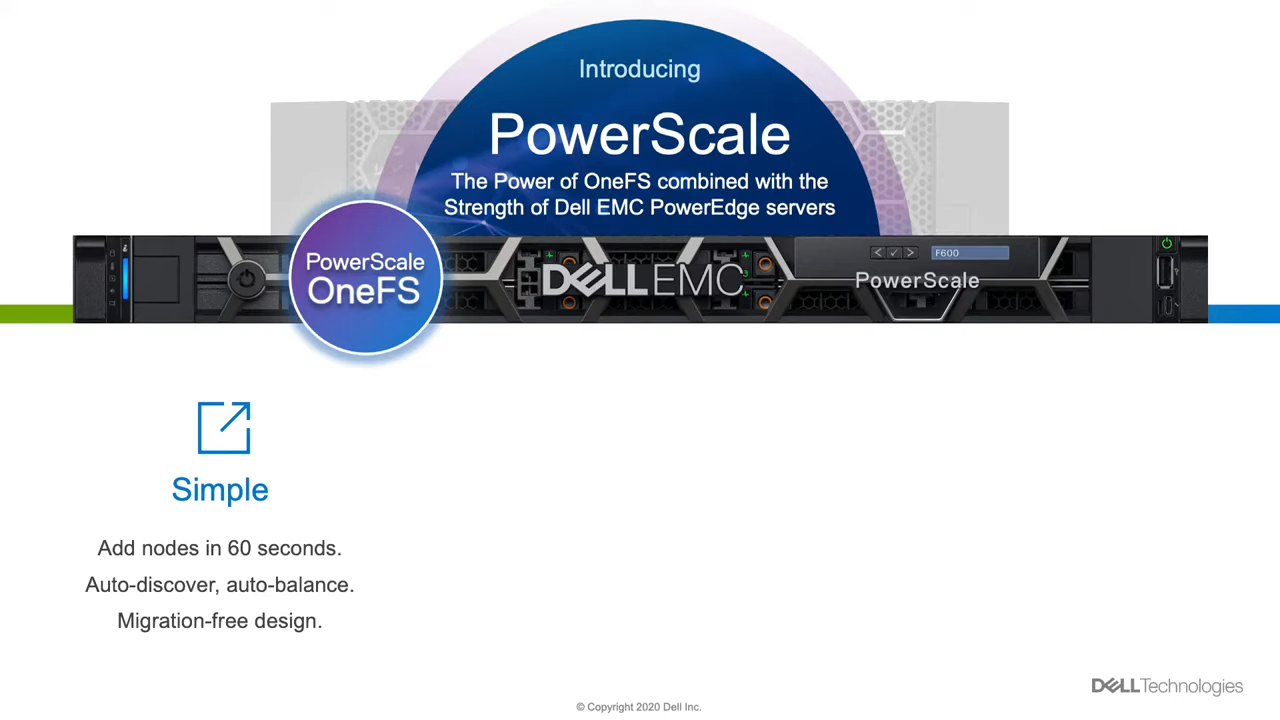 Introducing
PowerScale
The Power of OneFS combined with the
Strength of Dell EMC PowerEdge servers
PowerScale
OneFS
DELLEMC
F600
PowerScale
Simple
Add nodes in 60 seconds.
Auto-discover, auto-balance.
Migration-free design.
DELLTechnologies
© Copyright 2020 Dell Inc.